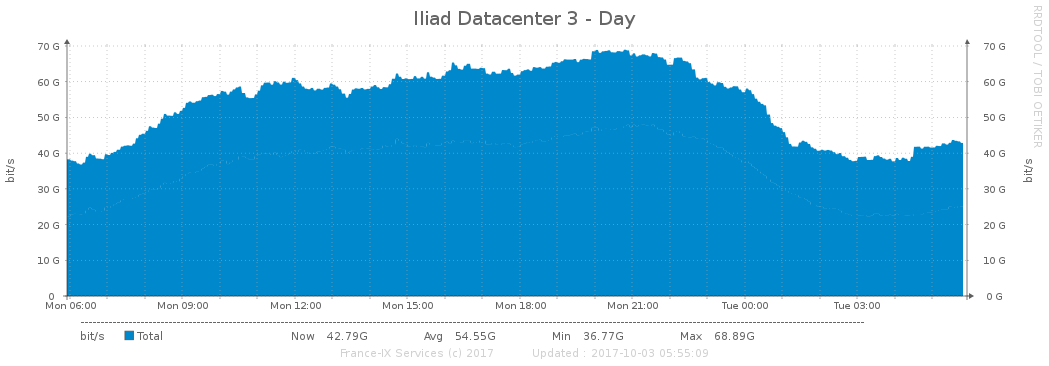 Iliad Datacenter 3 - Day
RRDTOOL / TOBI OETIKER
70 G 70 G
60 G 60 G
50 G 50 G
40 G 40 G
30 G 30 G
20 G 20 G
10 G 10 G
0 0 G
bit/s bit/s
Mon 06:00 Mon 09:00 Mon 12:00 Mon 15:00 Mon 18:00 Mon 21:00 Tue 00:00 Tue 03:00
bit/s Total Now 42.79G Avg 54.55G Min 36.77G Max 68.89G
France-IX Services (c) 2017 Updated : 2017-10-03 05:55:09